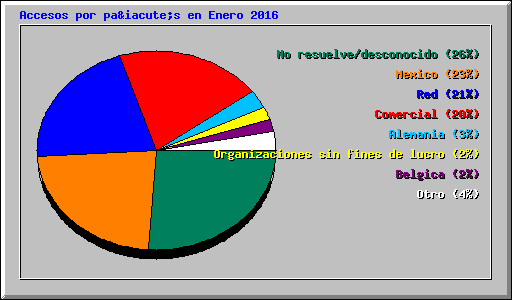 Accesos por pa&iacute;s en Enero 2016
No resuelve/desconocido (26%)
Mexico (23%)
Red (21%)
Comercial (20%)
Alemania (3%)
Organizaciones sin fines de lucro (2%)
Belgica (2%)
Otro (4%)